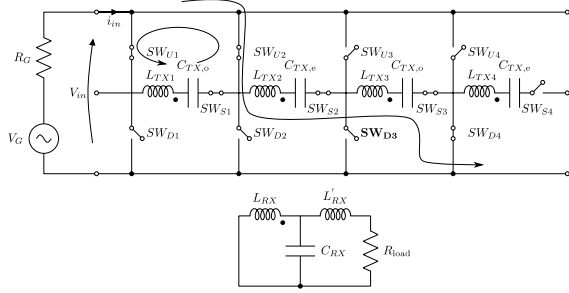 i_in
R_G
V_in
V_G
SW_U1
SW_U2
SW_U3
SW_U4
C_TX,o
C_TX,e
C_TX,o
C_TX,e
L_TX1
L_TX2
L_TX3
L_TX4
SW_S1
SW_S2
SW_S3
SW_S4
SW_D1
SW_D2
SW_D3
SW_D4
L_RX
L'_RX
C_RX
R_load